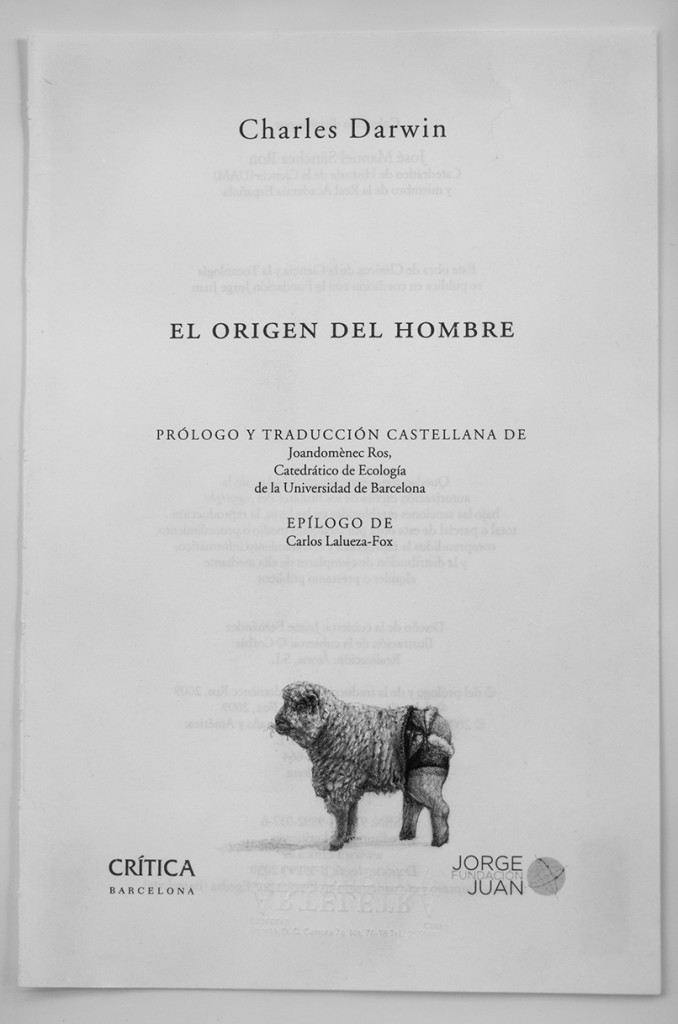 Charles Darwin
EL ORIGEN DEL HOMBRE
PRÓLOGO Y TRADUCCIÓN CASTELLANA DE
Joandomènec Ros,
Catedrático de Ecología
de la Universidad de Barcelona
EPÍLOGO DE
Carlos Lalueza-Fox
CRÍTICA
BARCELONA
JORGE
FUNDACIÓN
JUAN